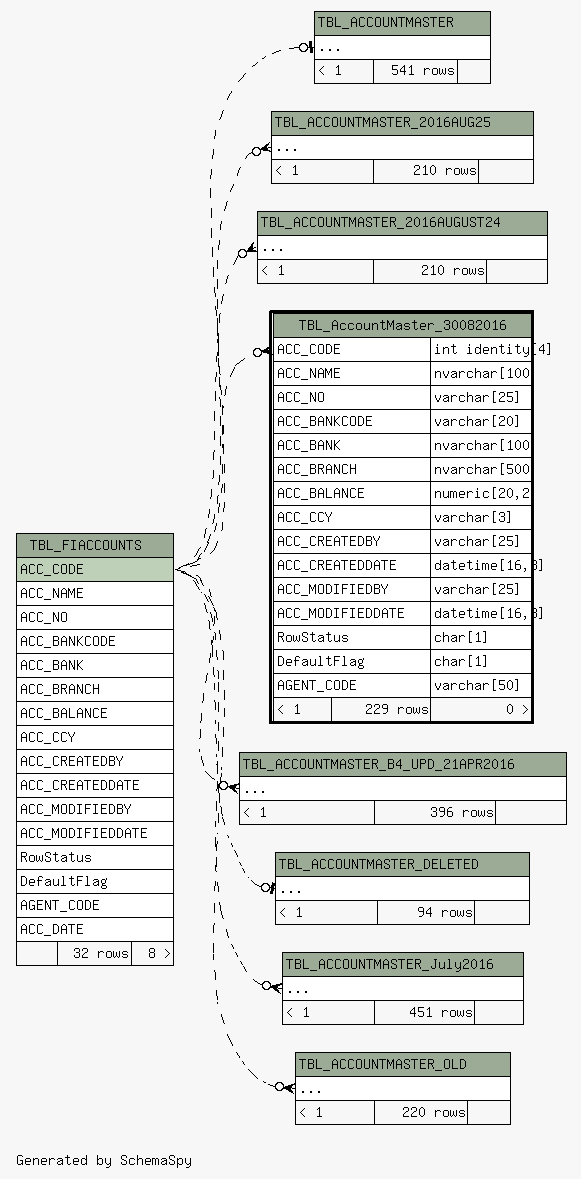 TBL_ACCOUNTMASTER
...
< 1 541 rows
TBL_ACCOUNTMASTER_2016AUG25
...
< 1 210 rows
TBL_ACCOUNTMASTER_2016AUGUST24
...
< 1 210 rows
TBL_AccountMaster_30082016
ACC_CODE int identity[4]
ACC_NAME nvarchar[100
ACC_NO varchar[25]
ACC_BANKCODE varchar[20]
ACC_BANK nvarchar[100
ACC_BRANCH nvarchar[500
ACC_BALANCE numeric[20,2
ACC_CCY varchar[3]
ACC_CREATEDBY varchar[25]
ACC_CREATEDDATE datetime[16,3]
ACC_MODIFIEDBY varchar[25]
ACC_MODIFIEDDATE datetime[16,3]
RowStatus char[1]
DefaultFlag char[1]
AGENT_CODE varchar[50]
< 1 229 rows 0 >
TBL_FIACCOUNTS
ACC_CODE
ACC_NAME
ACC_NO
ACC_BANKCODE
ACC_BANK
ACC_BRANCH
ACC_BALANCE
ACC_CCY
ACC_CREATEDBY
ACC_CREATEDDATE
ACC_MODIFIEDBY
ACC_MODIFIEDDATE
RowStatus
DefaultFlag
AGENT_CODE
ACC_DATE
32 rows 8 >
TBL_ACCOUNTMASTER_B4_UPD_21APR2016
...
< 1 396 rows
TBL_ACCOUNTMASTER_DELETED
...
< 1 94 rows
TBL_ACCOUNTMASTER_July2016
...
< 1 451 rows
TBL_ACCOUNTMASTER_OLD
...
< 1 220 rows
Generated by SchemaSpy